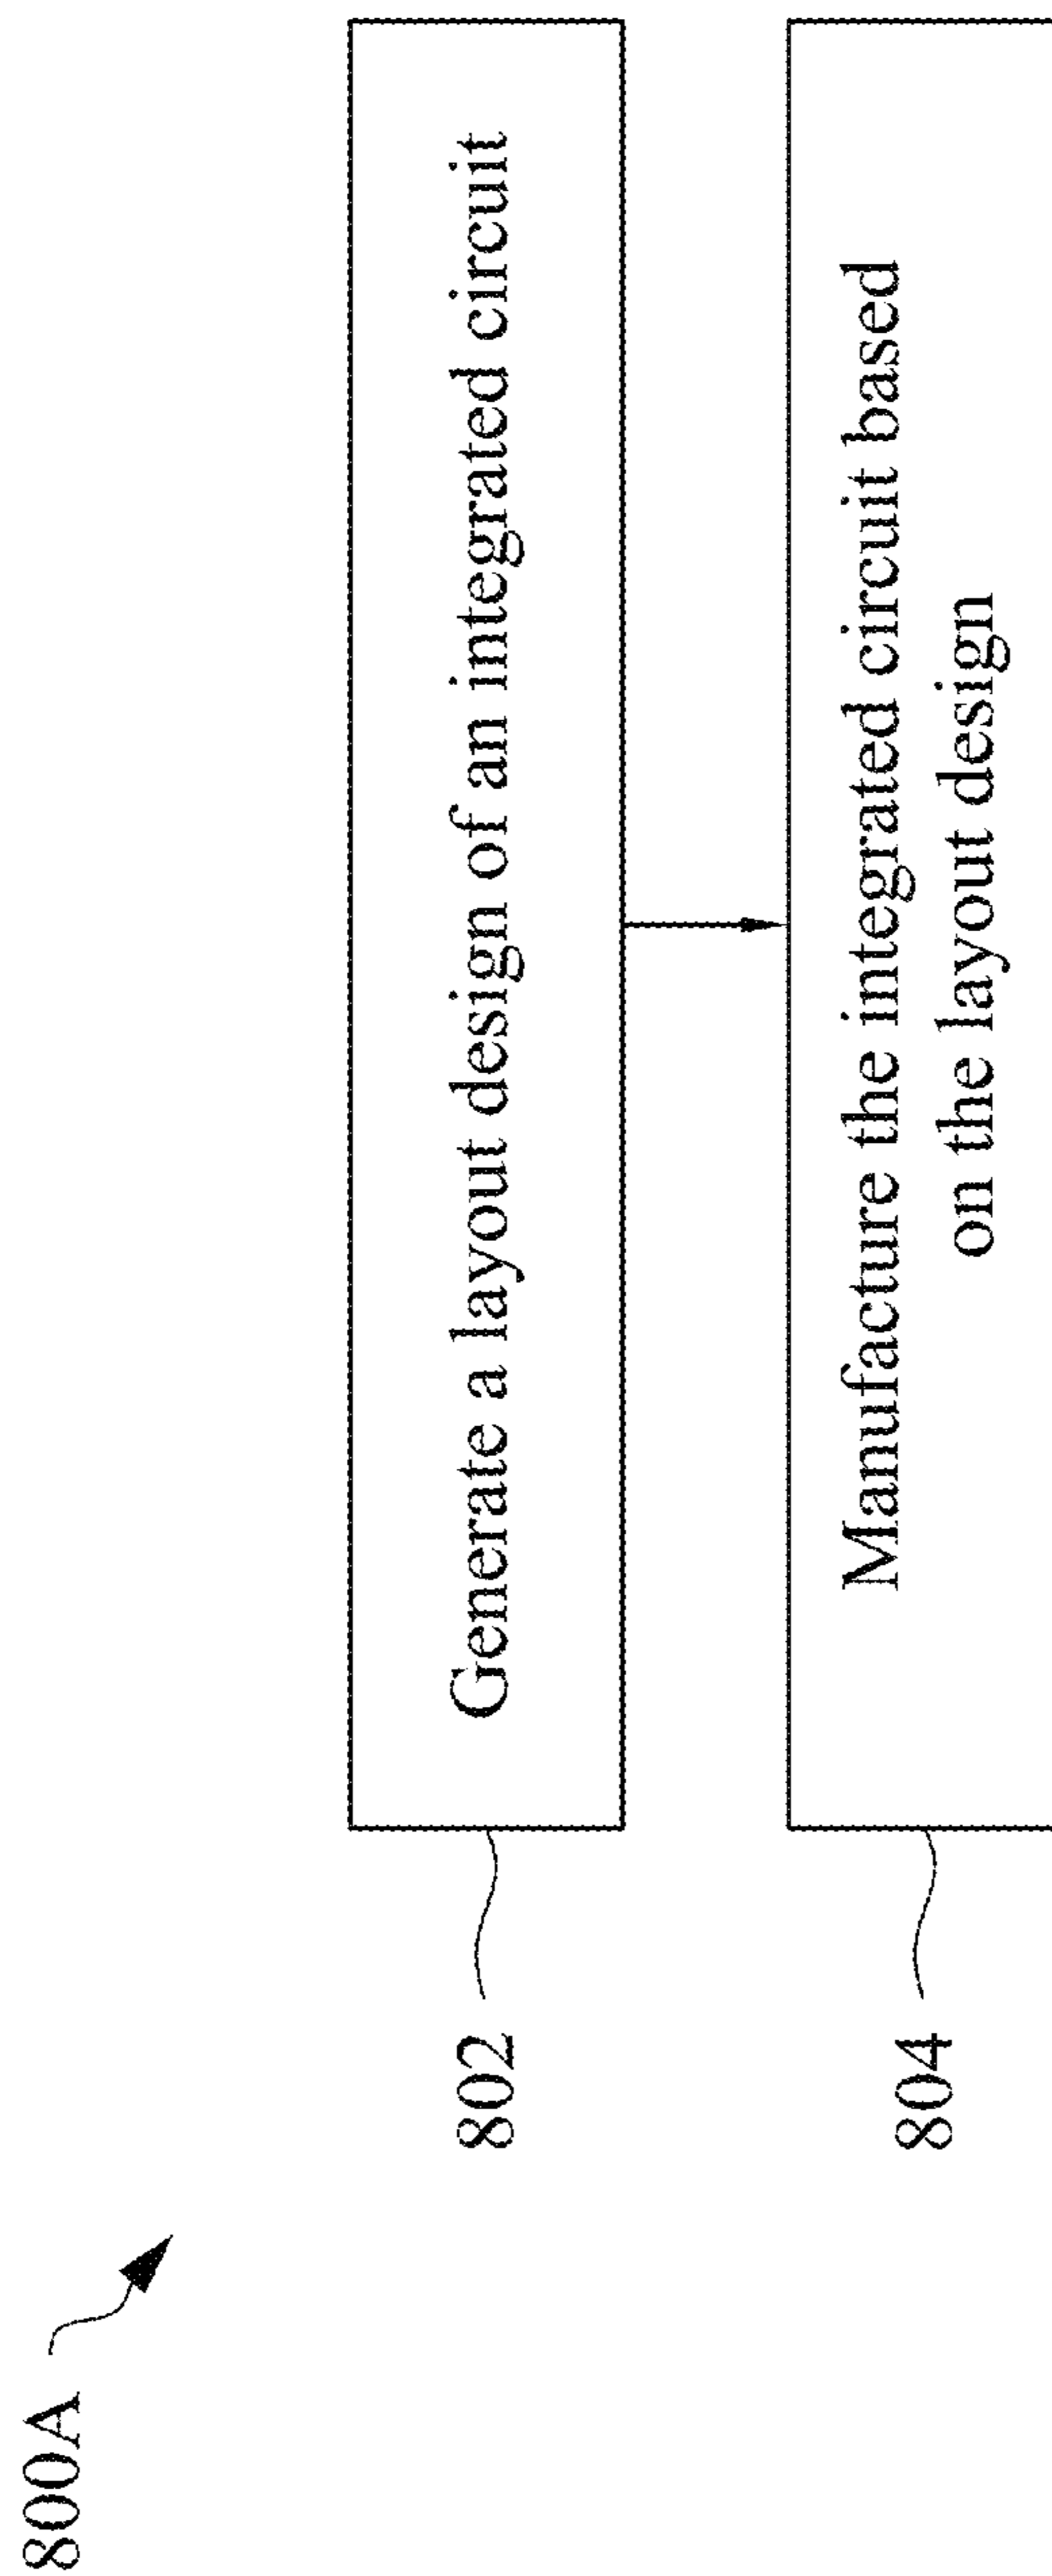 800A
802
Generate a layout design of an integrated circuit
804
Manufacture the integrated circuit based
on the layout design